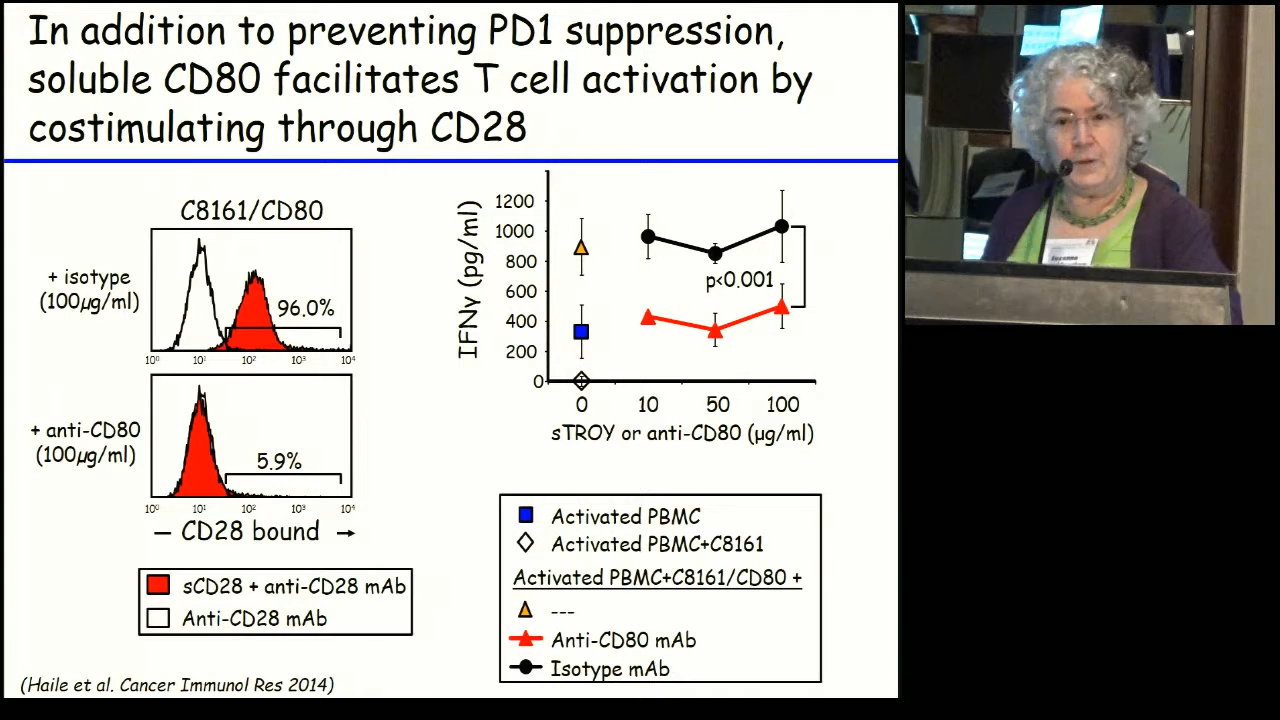 In addition to preventing PD1 suppression,
soluble CD80 facilitates T cell activation by
costimulating through CD28
C8161/CD80
+ isotype
(100µg/ml)
96.0%
10⁰ 10¹ 10² 10³ 10⁴
+ anti-CD80
(100µg/ml)
5.9%
10⁰ 10¹ 10² 10³ 10⁴
— CD28 bound →
sCD28 + anti-CD28 mAb
Anti-CD28 mAb
(Haile et al. Cancer Immunol Res 2014)
IFNγ (pg/ml)
1200
1000
800
600
400
200
0
p<0.001
0 10 50 100
sTROY or anti-CD80 (µg/ml)
Activated PBMC
Activated PBMC+C8161
Activated PBMC+C8161/CD80 +
---
Anti-CD80 mAb
Isotype mAb
Suzanne